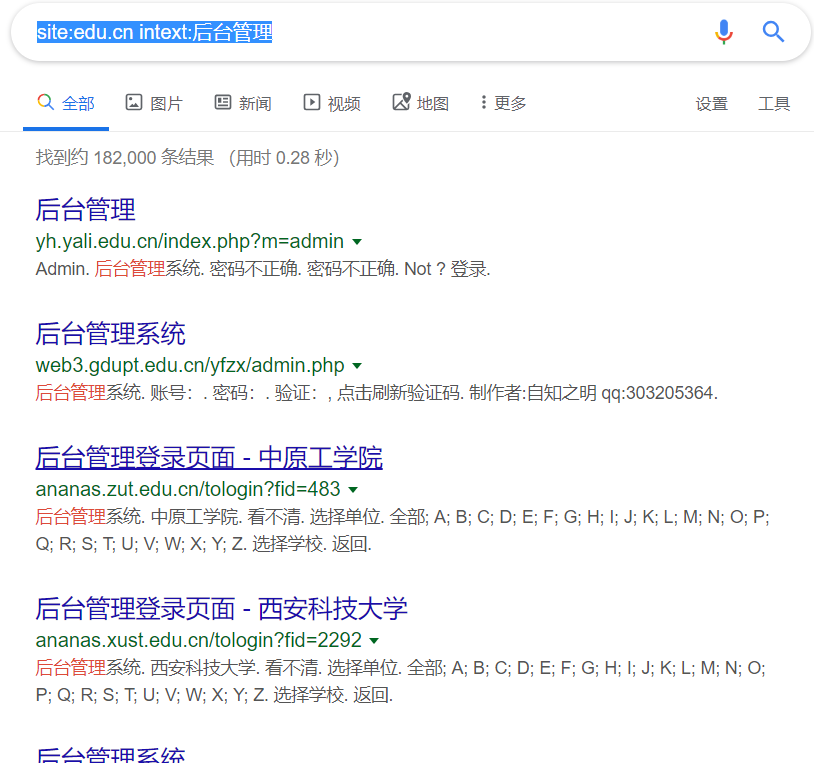 site:edu.cn intext:后台管理
全部 图片 新闻 视频 地图 更多 设置 工具
找到约 182,000 条结果 （用时 0.28 秒）
后台管理
yh.yali.edu.cn/index.php?m=admin
Admin. 后台管理系统. 密码不正确. 密码不正确. Not ? 登录.
后台管理系统
web3.gdupt.edu.cn/yfzx/admin.php
后台管理系统. 账号：. 密码：. 验证：, 点击刷新验证码. 制作者:自知之明 qq:303205364.
后台管理登录页面 - 中原工学院
ananas.zut.edu.cn/tologin?fid=483
后台管理系统. 中原工学院. 看不清. 选择单位. 全部; A; B; C; D; E; F; G; H; I; J; K; L; M; N; O; P;
Q; R; S; T; U; V; W; X; Y; Z. 选择学校. 返回.
后台管理登录页面 - 西安科技大学
ananas.xust.edu.cn/tologin?fid=2292
后台管理系统. 西安科技大学. 看不清. 选择单位. 全部; A; B; C; D; E; F; G; H; I; J; K; L; M; N; O;
P; Q; R; S; T; U; V; W; X; Y; Z. 选择学校. 返回.
后台管理系统